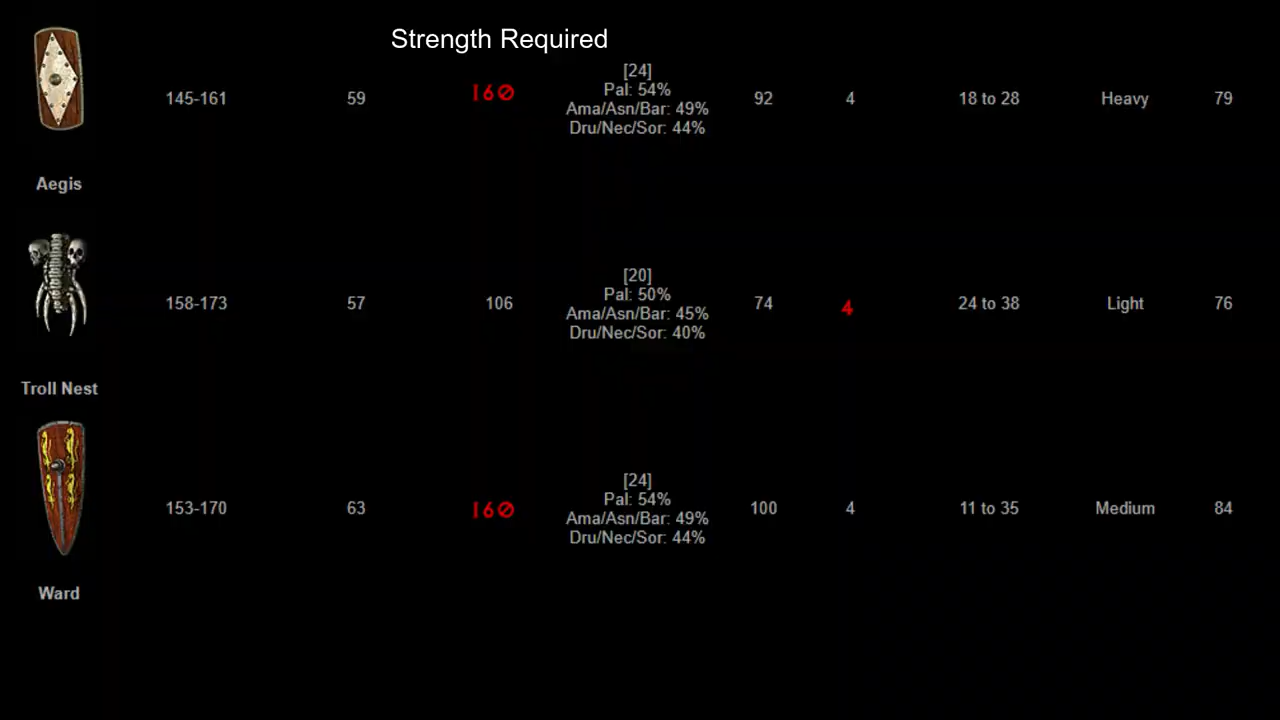 Strength Required
[24]
Pal: 54%
145-161 59 160 Ama/Asn/Bar: 49% 92 4 18 to 28 Heavy 79
Dru/Nec/Sor: 44%
Aegis
[20]
Pal: 50%
158-173 57 106 Ama/Asn/Bar: 45% 74 4 24 to 38 Light 76
Dru/Nec/Sor: 40%
Troll Nest
[24]
Pal: 54%
153-170 63 160 Ama/Asn/Bar: 49% 100 4 11 to 35 Medium 84
Dru/Nec/Sor: 44%
Ward